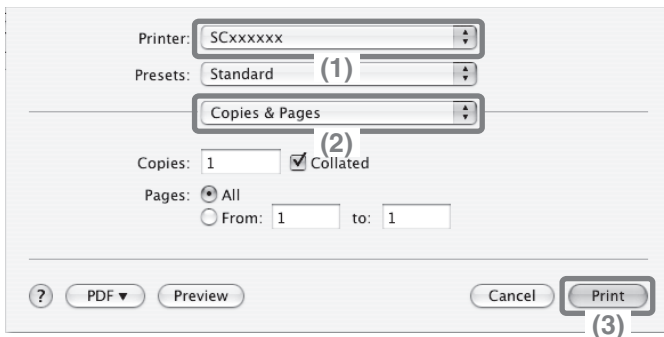 Printer: SCxxxxxx
(1)
Presets: Standard
Copies & Pages
(2)
Copies: 1 Collated
Pages: All
From: 1 to: 1
? PDF▼ Preview Cancel Print
(3)